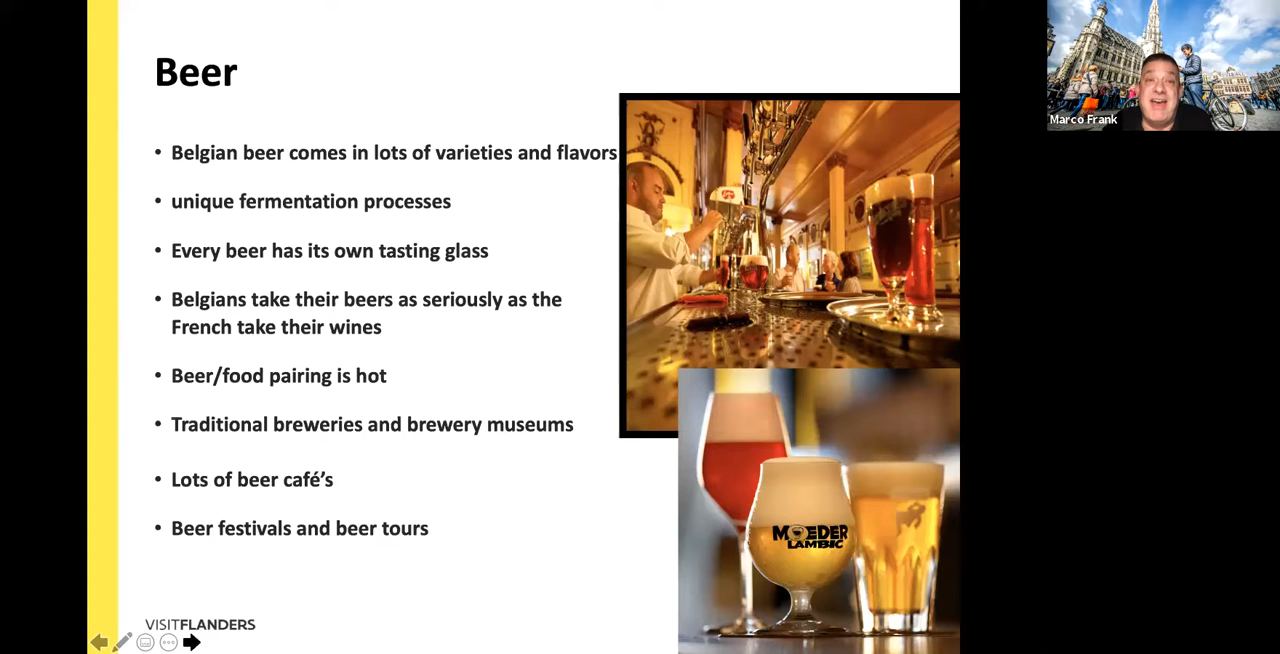 Beer
• Belgian beer comes in lots of varieties and flavors
• unique fermentation processes
• Every beer has its own tasting glass
• Belgians take their beers as seriously as the
French take their wines
• Beer/food pairing is hot
• Traditional breweries and brewery museums
• Lots of beer café’s
• Beer festivals and beer tours
MOEDER
LAMBIC
VISITFLANDERS
Marco Frank